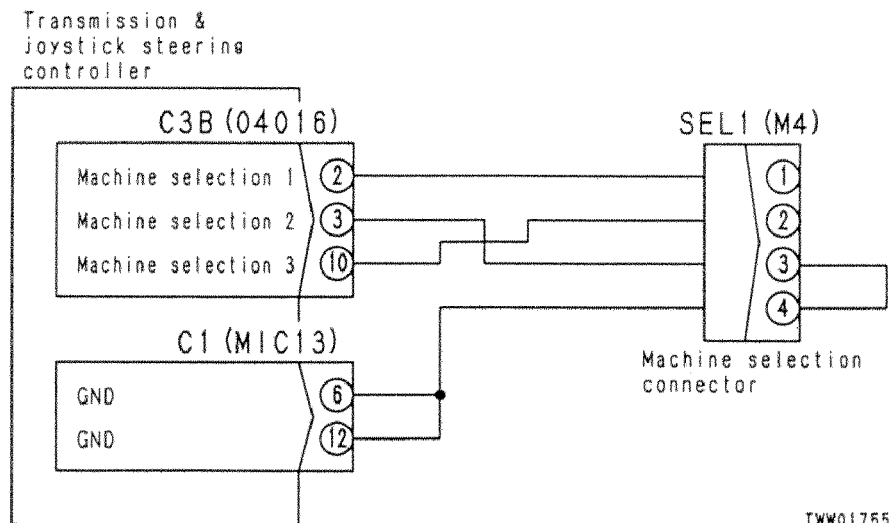 Transmission &
joystick steering
controller
C3B (04016)
Machine selection 1
2
Machine selection 2
3
Machine selection 3
10
C1 (MIC13)
GND
6
GND
12
SEL1 (M4)
1
2
3
4
Machine selection
connector
TWW01755